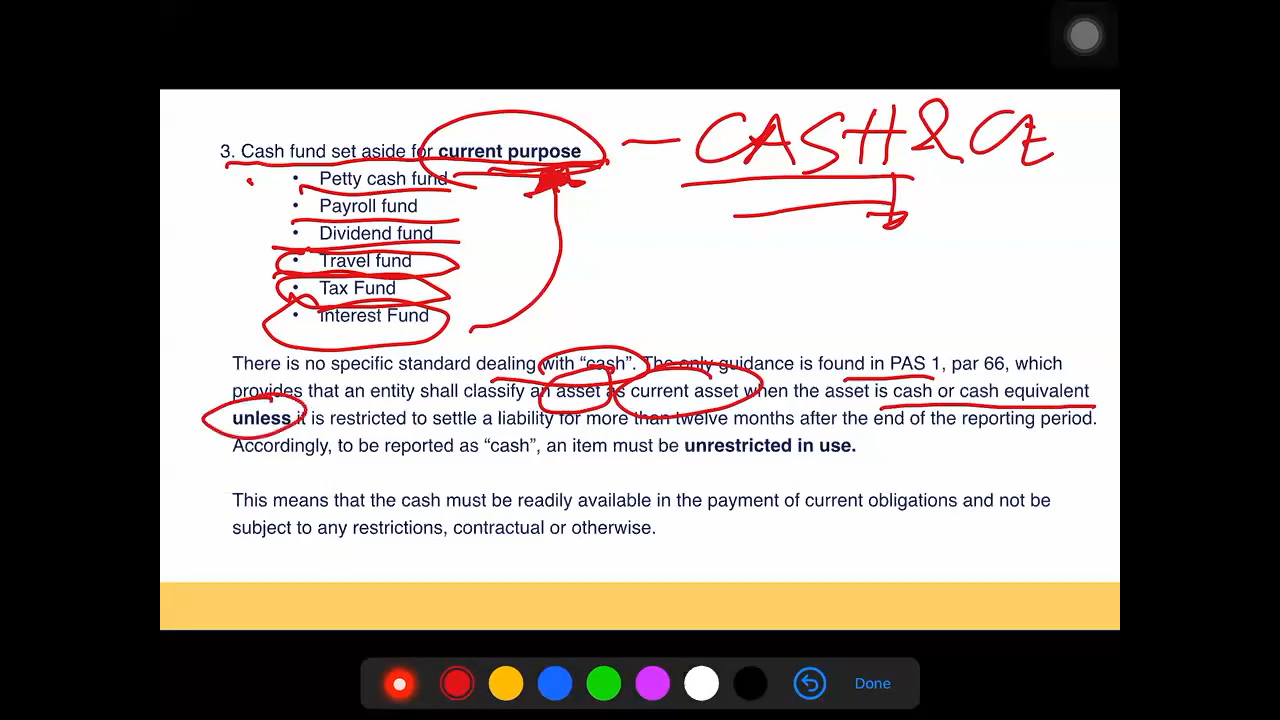 3. Cash fund set aside for current purpose — CASH & CE
• Petty cash fund
• Payroll fund
• Dividend fund
• Travel fund
• Tax Fund
• Interest Fund
There is no specific standard dealing with “cash”. The only guidance is found in PAS 1, par 66, which
provides that an entity shall classify an asset as current asset when the asset is cash or cash equivalent
unless it is restricted to settle a liability for more than twelve months after the end of the reporting period.
Accordingly, to be reported as “cash”, an item must be unrestricted in use.
This means that the cash must be readily available in the payment of current obligations and not be
subject to any restrictions, contractual or otherwise.
Done